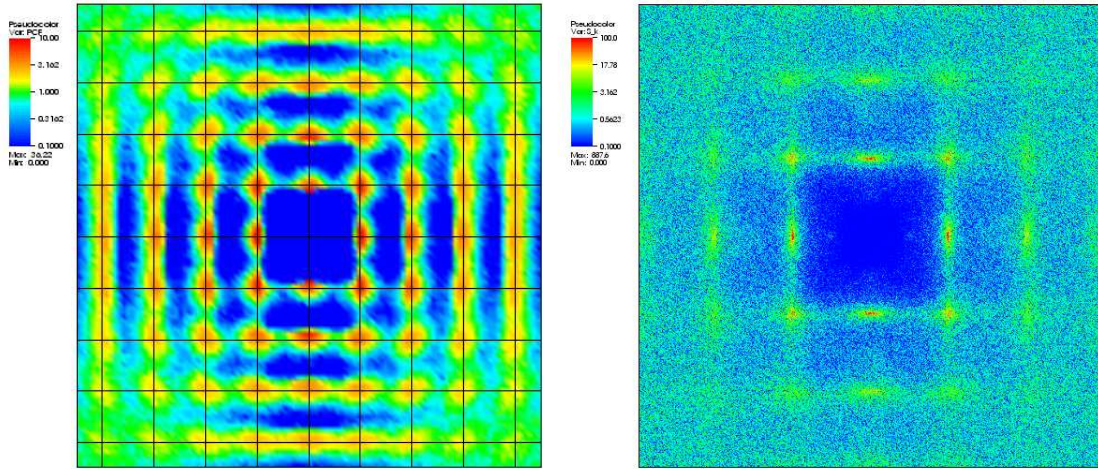 Pseudocolor
Var: PCF
10.00
2.162
1.000
0.3162
0.1000
Max: 36.22
Min: 0.000
Pseudocolor
Var: S_k
100.0
17.78
3.162
0.5623
0.1000
Max: 887.6
Min: 0.000